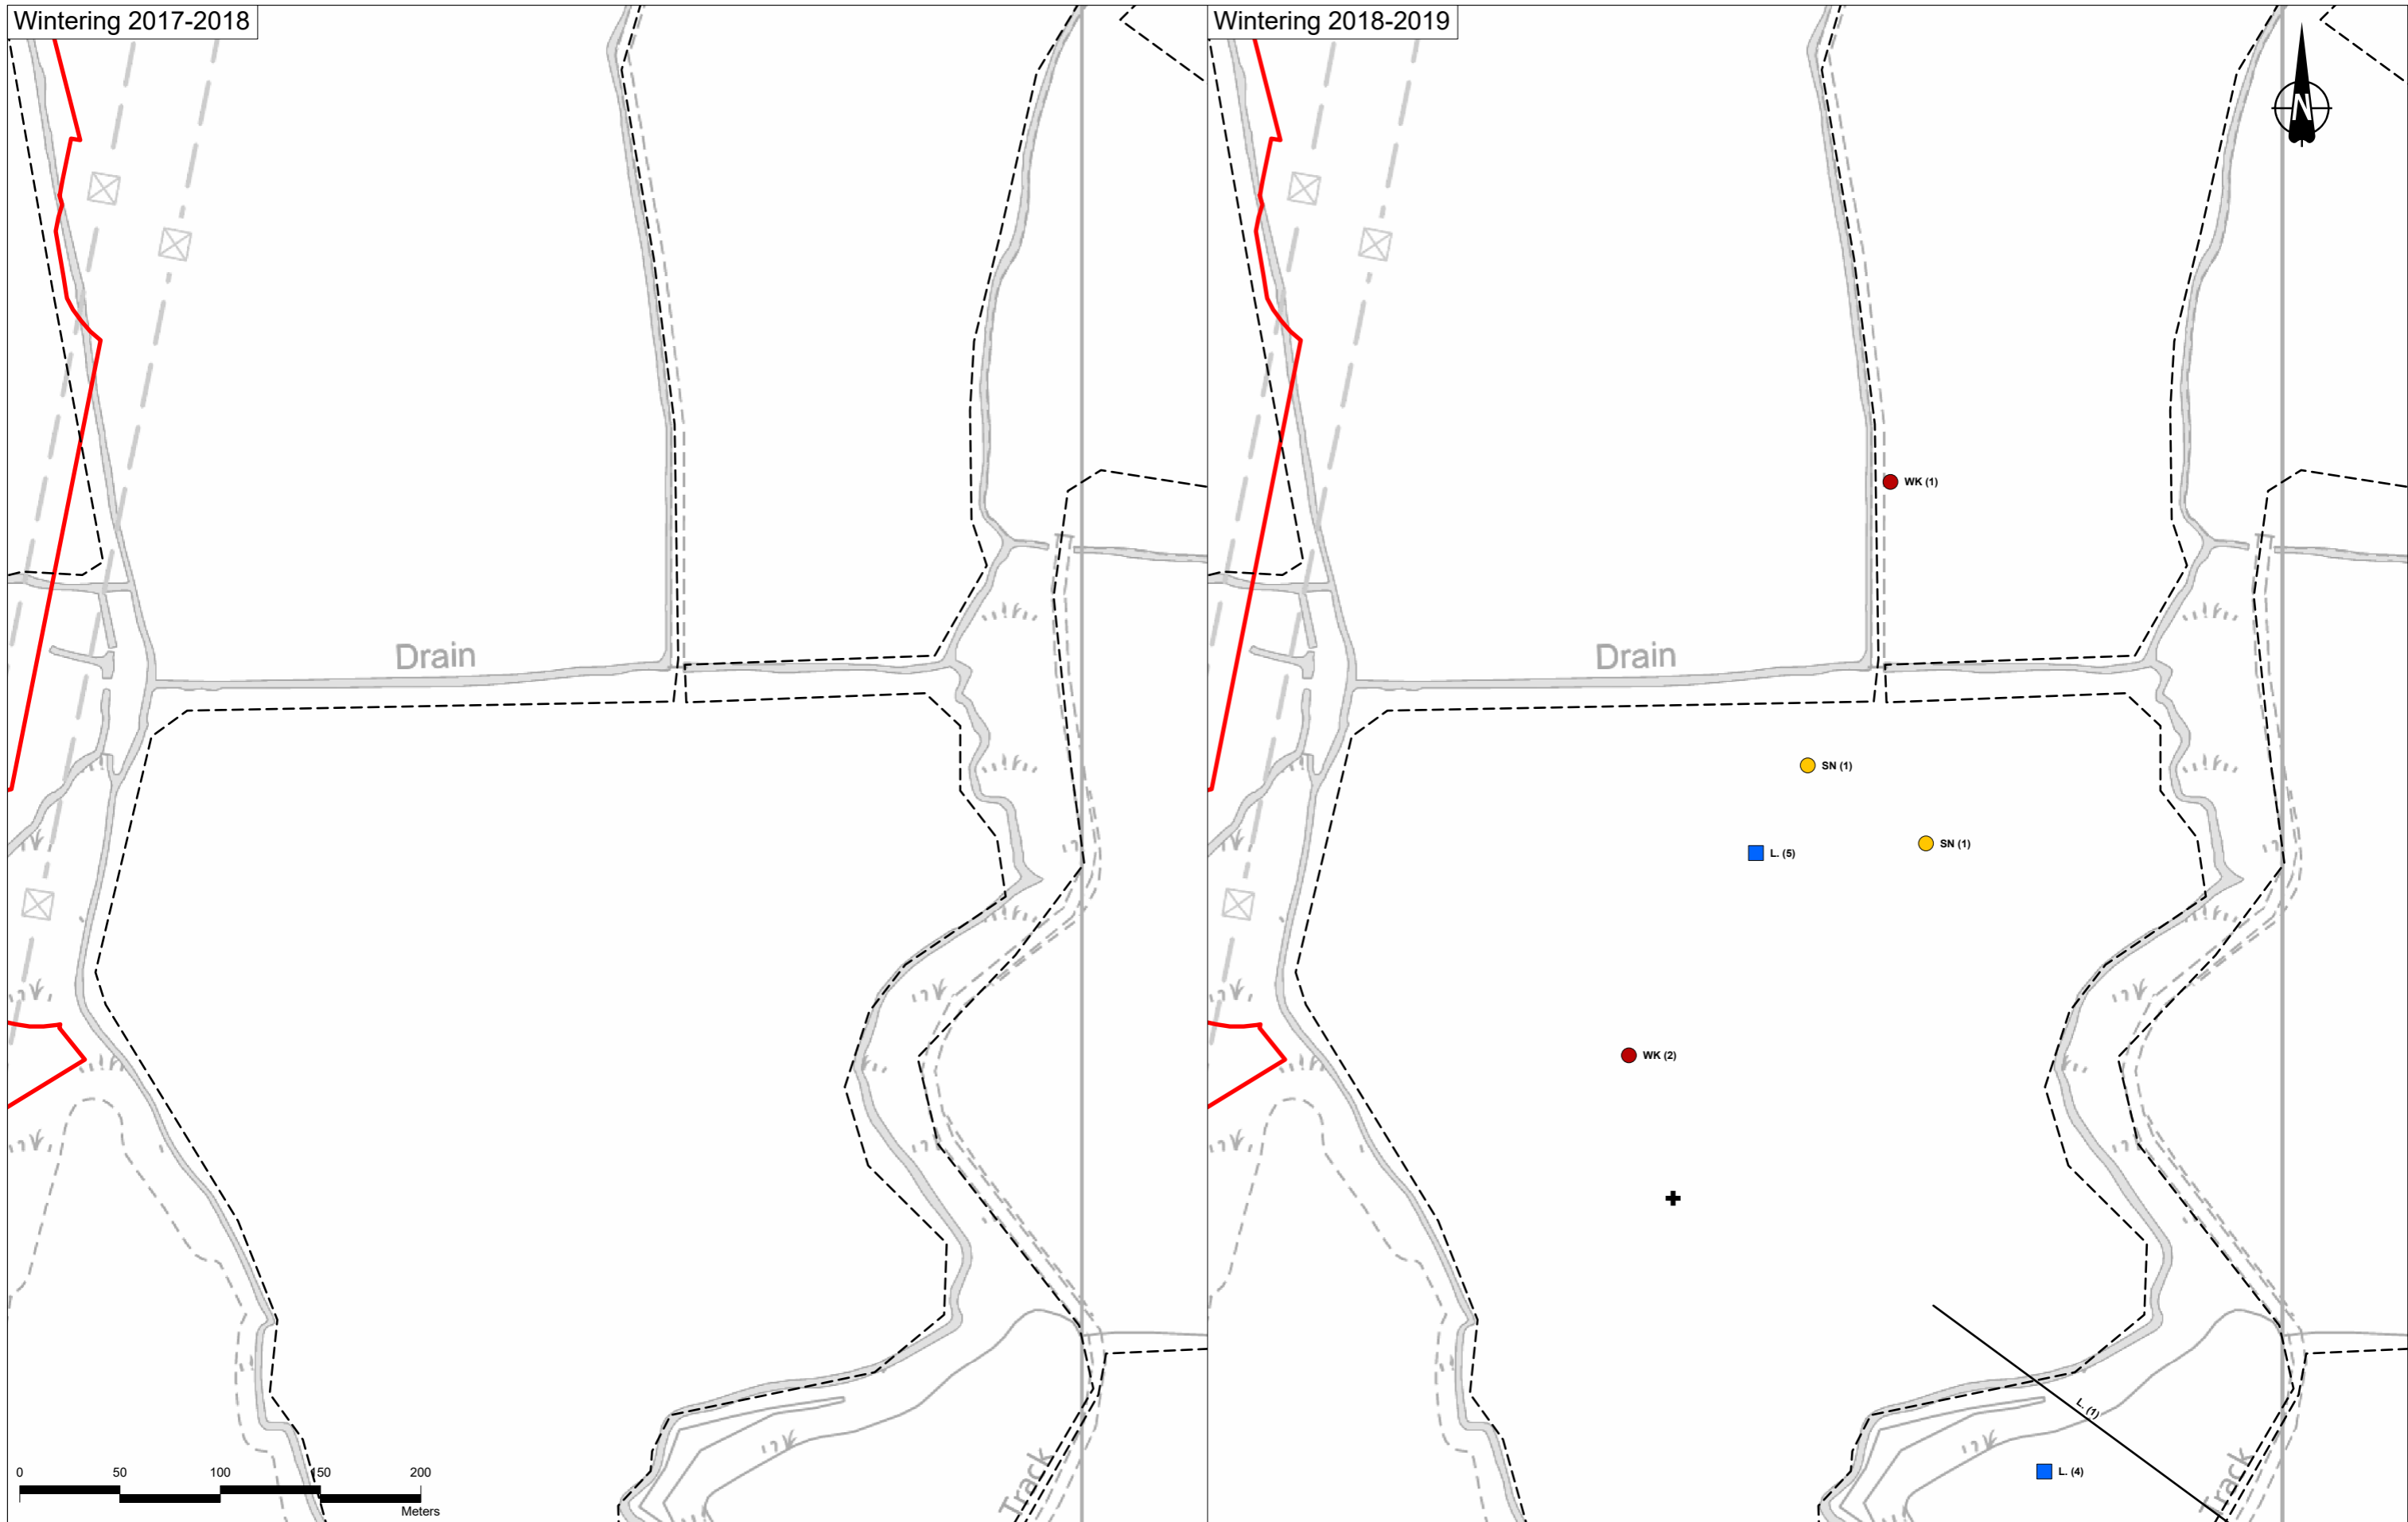 Wintering 2017-2018
Wintering 2018-2019
N
WK (1)
Drain
Drain
SN (1)
SN (1)
L. (5)
WK (2)
L. (1)
L. (4)
Track
Track
0 50 100 150 200
Meters